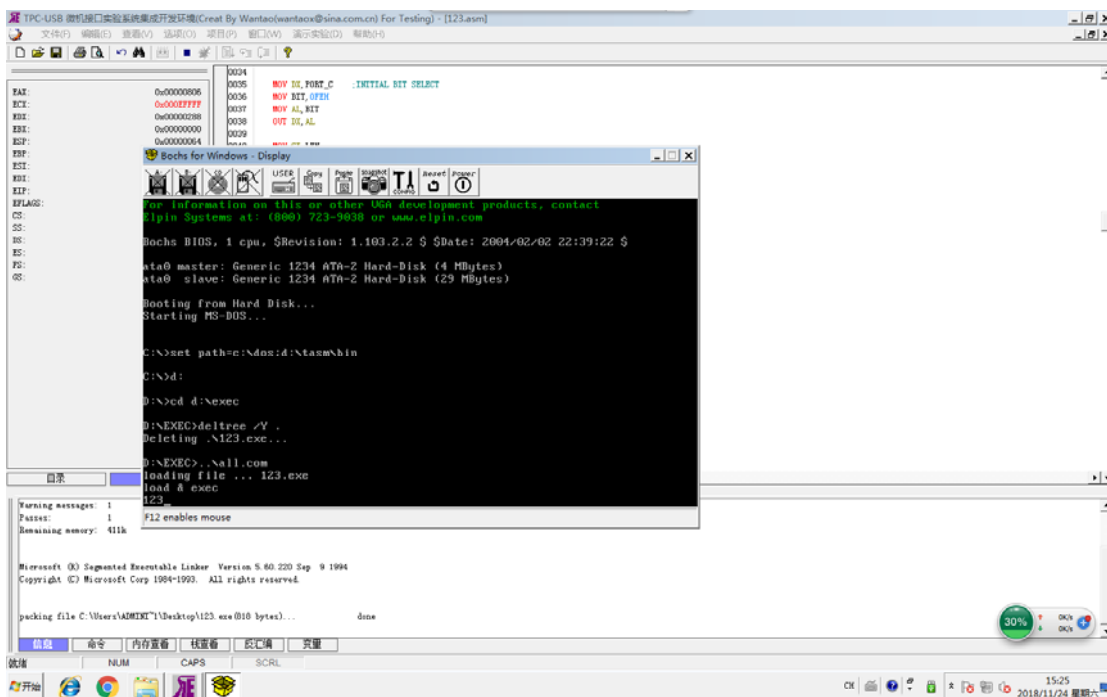 TPC-USB 微机接口实验系统集成开发环境(Creat By Wantao(wantaox@sina.com.cn) For Testing) - [123.asm]
文件(F) 编辑(E) 查看(V) 选项(O) 项目(P) 窗口(W) 演示实验(D) 帮助(H)
0034
0035 MOV DX,PORT_C ;INITIAL BIT SELECT
0036 MOV BIT,0FEH
0037 MOV AL,BIT
0038 OUT DX,AL
0039
EAX: 0x00000806
ECX: 0x000EFFFF
EDX: 0x00000288
EBX: 0x00000000
ESP: 0x00000064
EBP:
ESI:
EDI:
EIP:
EFLAGS:
CS:
SS:
DS:
ES:
FS:
GS:
Bochs for Windows - Display
USER Copy Paste snapshot CONFIG Reset Power
For information on this or other VGA development products, contact
Elpin Systems at: (800) 723-9038 or www.elpin.com
Bochs BIOS, 1 cpu, $Revision: 1.103.2.2 $ $Date: 2004/02/02 22:39:22 $
ata0 master: Generic 1234 ATA-2 Hard-Disk (4 MBytes)
ata0  slave: Generic 1234 ATA-2 Hard-Disk (29 MBytes)
Booting from Hard Disk...
Starting MS-DOS...
C:\>set path=c:\dos;d:\tasm\bin
C:\>d:
D:\>cd d:\exec
D:\EXEC>deltree /Y .
Deleting .\123.exe...
D:\EXEC>..\all.com
loading file ... 123.exe
load & exec
123_
F12 enables mouse
目录
Warning messages: 1
Passes: 1
Remaining memory: 411k
Microsoft (R) Segmented Executable Linker Version 5.60.220 Sep 9 1994
Copyright (C) Microsoft Corp 1984-1993. All rights reserved.
packing file C:\Users\ADMINI~1\Desktop\123.exe(818 bytes)... done
信息 命令 内存查看 栈查看 反汇编 变量
就绪 NUM CAPS SCRL
30% 0K/s
0K/s
开始 CH 15:25
2018/11/24 星期六